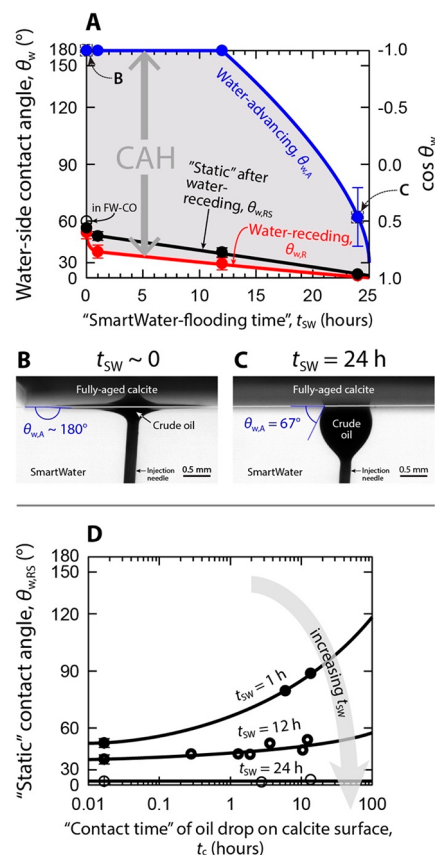 A
180
150
90
60
30
0
Water-side contact angle, θw (°)
-1.0
-0.5
0.0
0.5
1.0
cos θw
B
CAH
Water-advancing, θw,A
"Static" after
water-
receding, θw,RS
C
in FW-CO
Water-receding,
θw,R
0 5 10 15 20 25
"SmartWater-flooding time", tSW (hours)
B tSW ~ 0
Fully-aged calcite
θw,A ~ 180°
Crude oil
SmartWater
Injection
needle
0.5 mm
C tSW = 24 h
Fully-aged calcite
θw,A = 67°
Crude
oil
SmartWater
Injection
needle
0.5 mm
D
180
150
90
60
30
0
"Static" contact angle, θw,RS (°)
increasing tSW
tSW = 1 h
tSW = 12 h
tSW = 24 h
0.01 0.1 1 10 100
"Contact time" of oil drop on calcite surface,
tc (hours)